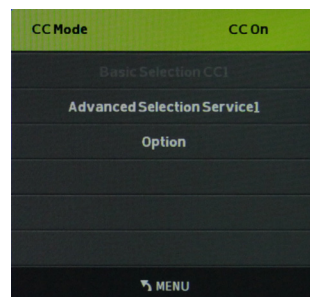 CC Mode CC On
Basic Selection CC1
Advanced Selection Service1
Option
MENU